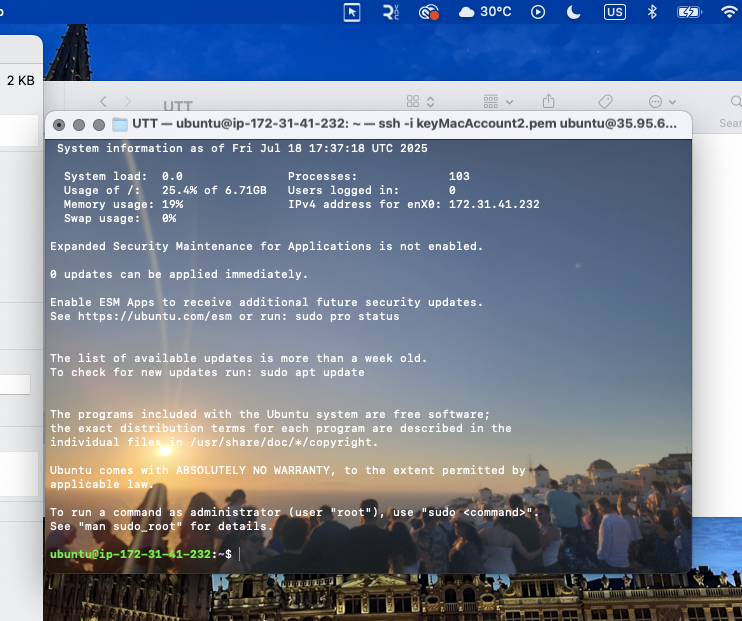 30°C
US
2 KB
UTT
Sear
UTT — ubuntu@ip-172-31-41-232: ~ — ssh -i keyMacAccount2.pem ubuntu@35.95.6...
System information as of Fri Jul 18 17:37:18 UTC 2025
System load: 0.0 Processes: 103
Usage of /: 25.4% of 6.71GB Users logged in: 0
Memory usage: 19% IPv4 address for enX0: 172.31.41.232
Swap usage: 0%
Expanded Security Maintenance for Applications is not enabled.
0 updates can be applied immediately.
Enable ESM Apps to receive additional future security updates.
See https://ubuntu.com/esm or run: sudo pro status
The list of available updates is more than a week old.
To check for new updates run: sudo apt update
The programs included with the Ubuntu system are free software;
the exact distribution terms for each program are described in the
individual files in /usr/share/doc/*/copyright.
Ubuntu comes with ABSOLUTELY NO WARRANTY, to the extent permitted by
applicable law.
To run a command as administrator (user "root"), use "sudo <command>".
See "man sudo_root" for details.
ubuntu@ip-172-31-41-232:~$